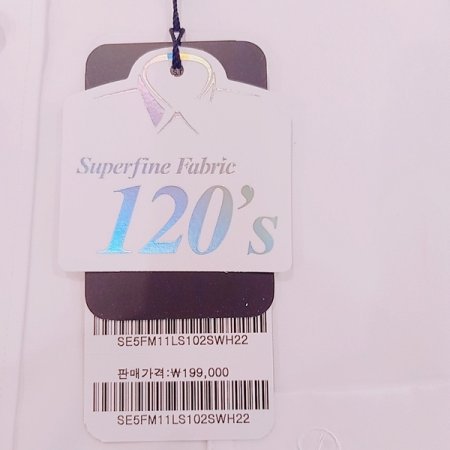 Superfine Fabric
120's
SE5FM11LS102SWH22
판매가격:₩199,000
SE5FM11LS102SWH22